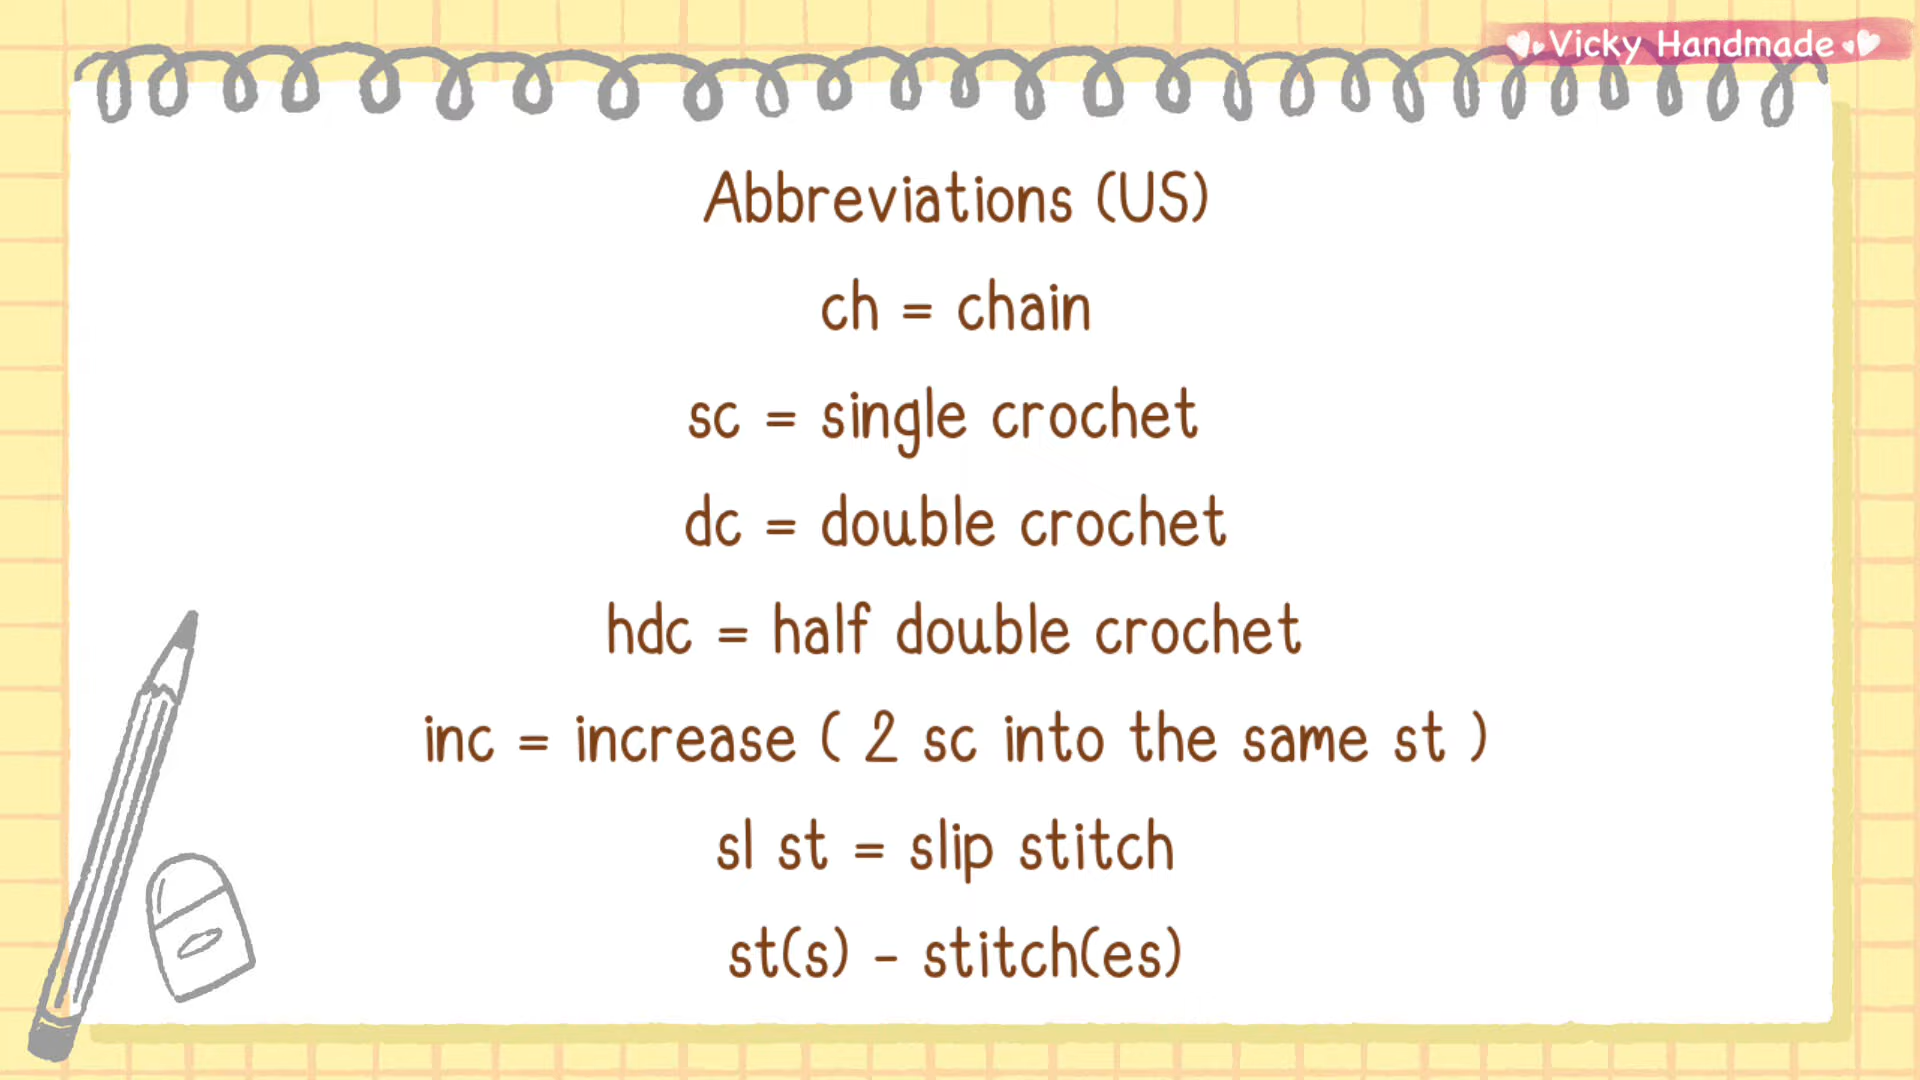 Vicky Handmade
Abbreviations (US)
ch = chain
sc = single crochet
dc = double crochet
hdc = half double crochet
inc = increase ( 2 sc into the same st )
sl st = slip stitch
st(s) - stitch(es)